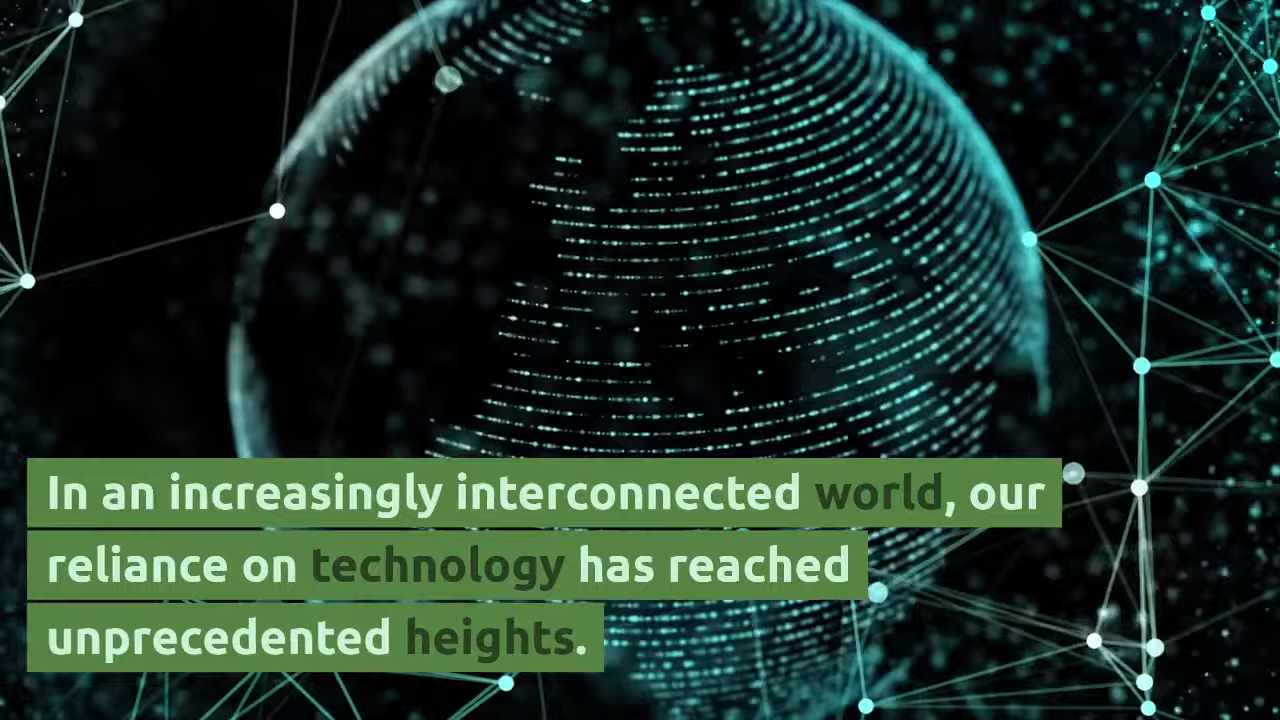 In an increasingly interconnected world, our
reliance on technology has reached
unprecedented heights.